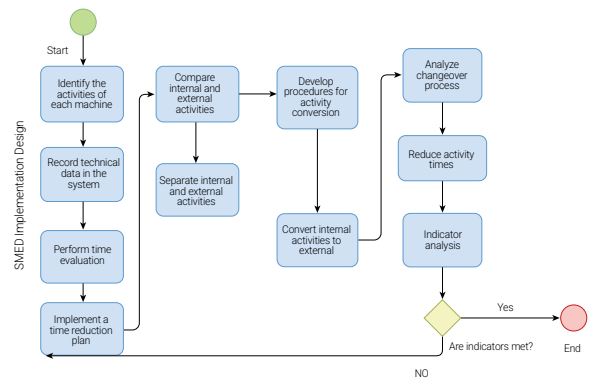 SMED Implementation Design
Start
Identify the
activities of
each machine
Record technical
data in the
system
Perform time
evaluation
Implement a
time reduction
plan
Compare
internal and
external
activities
Separate internal
and external
activities
Develop
procedures for
activity
conversion
Convert internal
activities to
external
Analyze
changeover
process
Reduce activity
times
Indicator
analysis
Are indicators met?
Yes
End
NO